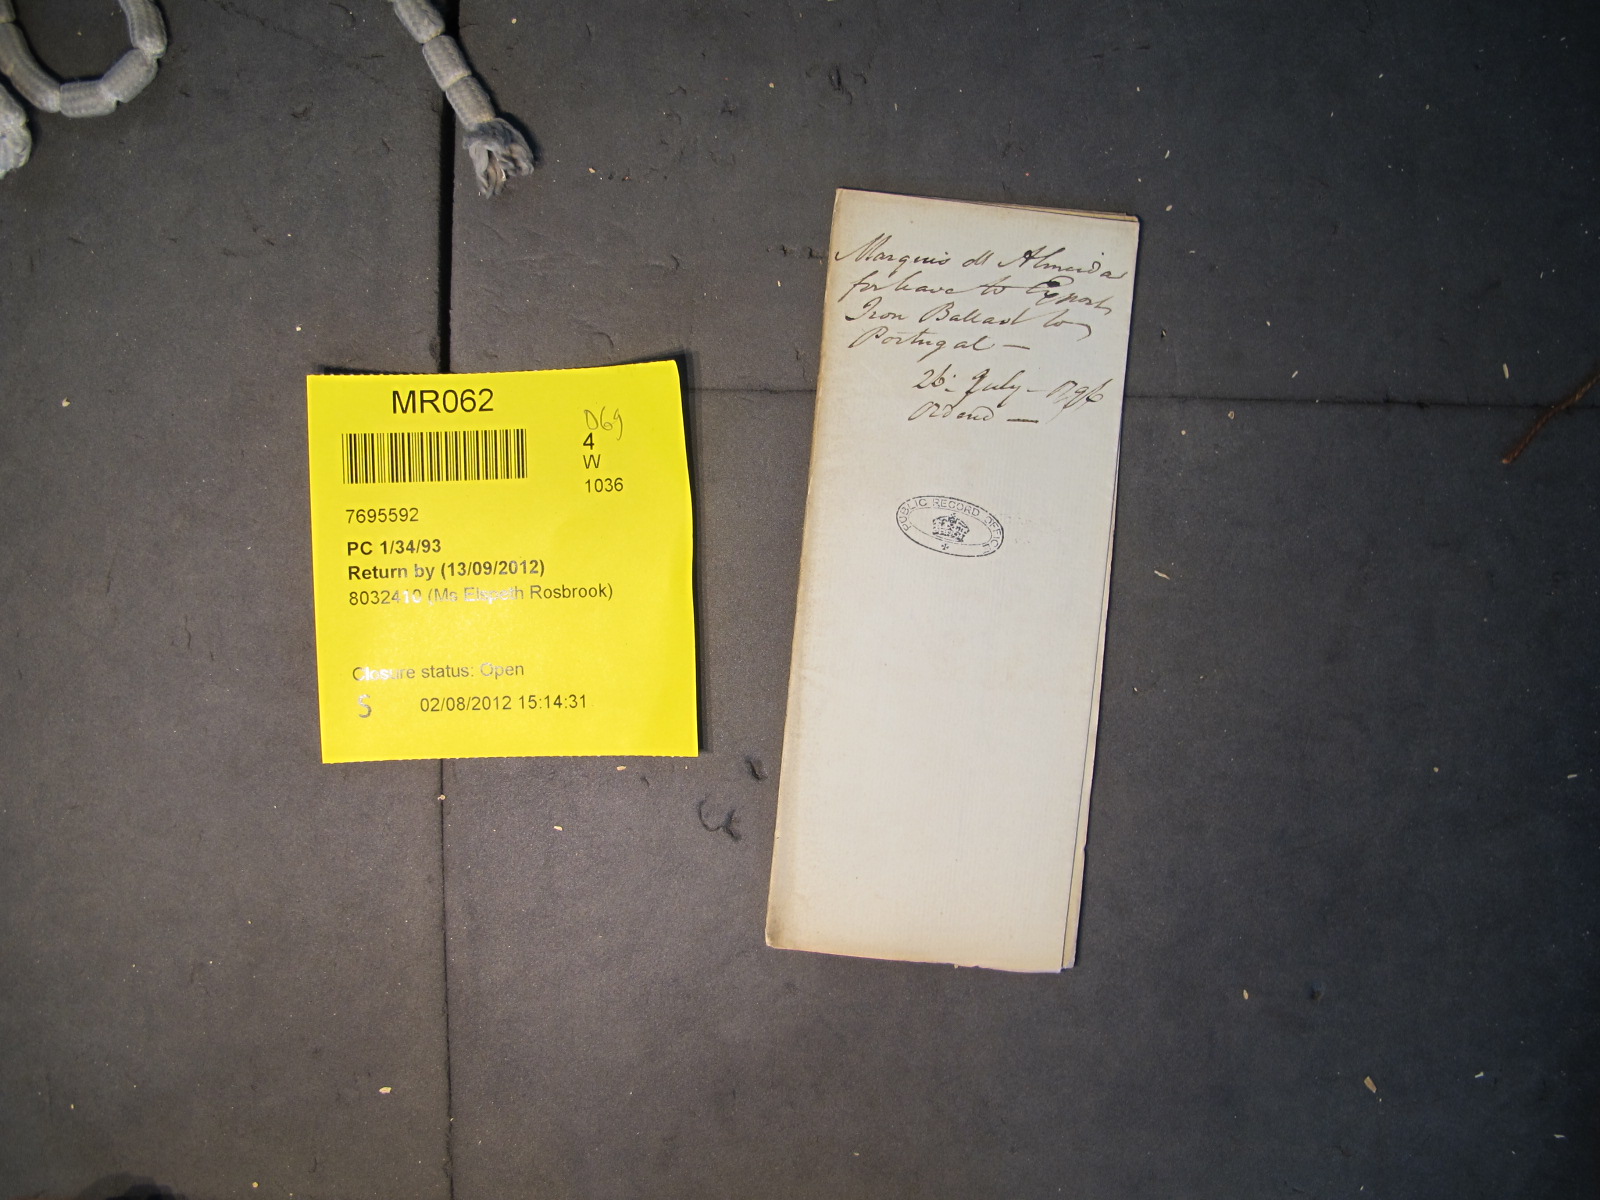 MR062
069
4
W
1036
7695592
PC 1/34/93
Return by (13/09/2012)
8032410 (Ms Elspeth Rosbrook)
Closure status: Open
5
02/08/2012 15:14:31
Marquis d'Almeida
for leave to Export
Iron Ballast to
Portugal —
26. July - 1796
Ordered —
PUBLIC RECORD OFFICE